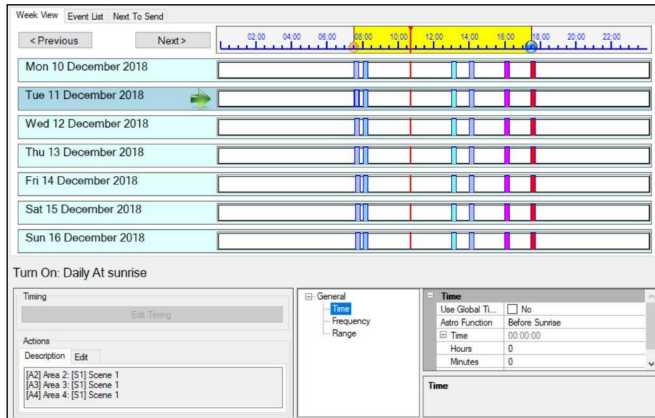 Week View Event List Next To Send
< Previous Next >
02:00 04:00 06:00 08:00 10:00 12:00 14:00 16:00 18:00 20:00 22:00
Mon 10 December 2018
Tue 11 December 2018
Wed 12 December 2018
Thu 13 December 2018
Fri 14 December 2018
Sat 15 December 2018
Sun 16 December 2018
Turn On: Daily At sunrise
Timing
Edit Timing
Actions
Description Edit
[A2] Area 2: [S1] Scene 1
[A3] Area 3: [S1] Scene 1
[A4] Area 4: [S1] Scene 1
General
Time
Frequency
Range
Time
Use Global Ti... No
Astro Function Before Sunrise
Time 00:00:00
Hours 0
Minutes 0
Time